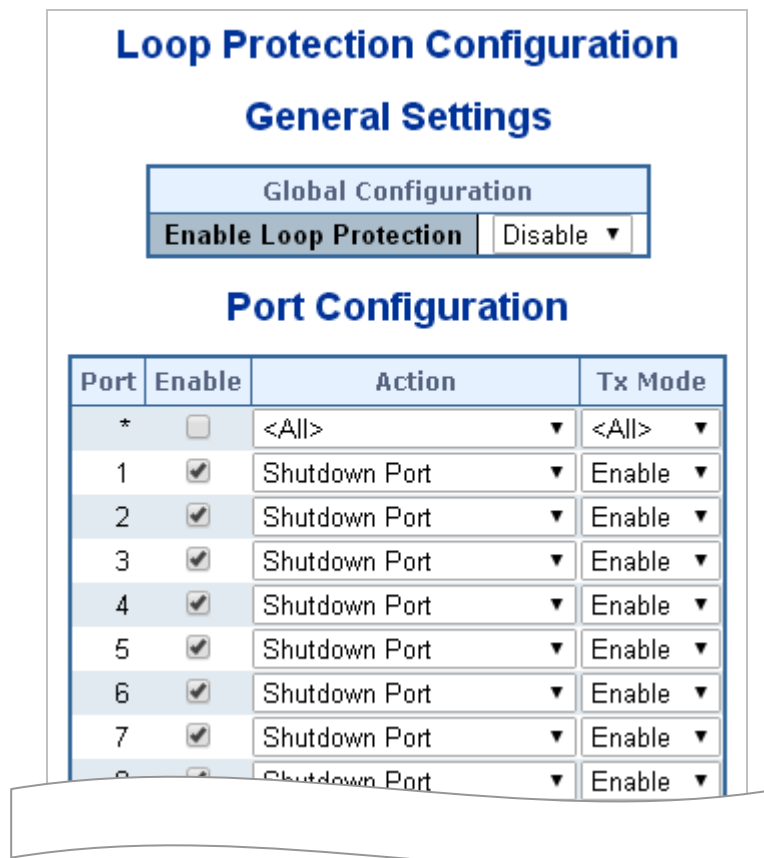 Loop Protection Configuration
General Settings
Global Configuration
Enable Loop Protection Disable
Port Configuration
Port Enable Action Tx Mode
* <All> <All>
1 Shutdown Port Enable
2 Shutdown Port Enable
3 Shutdown Port Enable
4 Shutdown Port Enable
5 Shutdown Port Enable
6 Shutdown Port Enable
7 Shutdown Port Enable
Shutdown Port Enable